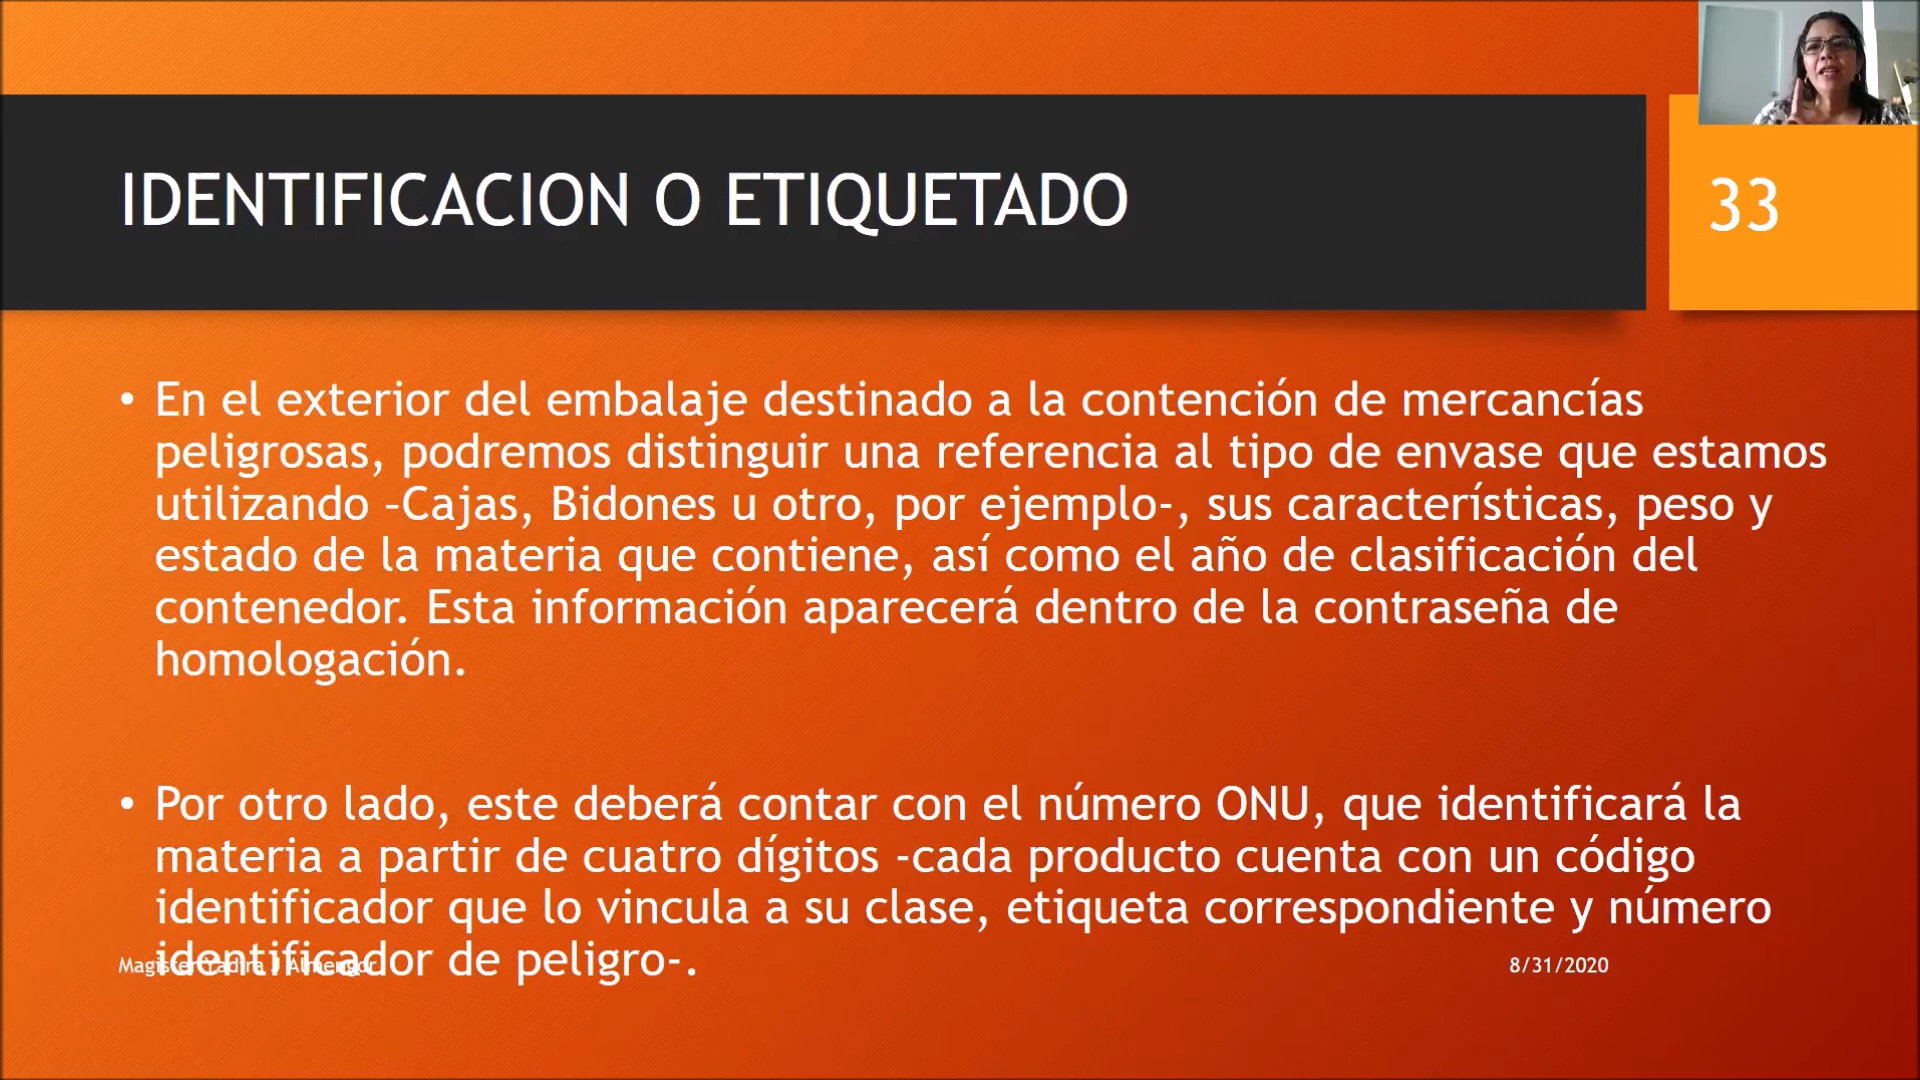 IDENTIFICACION O ETIQUETADO
33
• En el exterior del embalaje destinado a la contención de mercancías
peligrosas, podremos distinguir una referencia al tipo de envase que estamos
utilizando –Cajas, Bidones u otro, por ejemplo-, sus características, peso y
estado de la materia que contiene, así como el año de clasificación del
contenedor. Esta información aparecerá dentro de la contraseña de
homologación.
• Por otro lado, este deberá contar con el número ONU, que identificará la
materia a partir de cuatro dígitos -cada producto cuenta con un código
identificador que lo vincula a su clase, etiqueta correspondiente y número
identificador de peligro-.
Magister Yadira J Almengor
8/31/2020